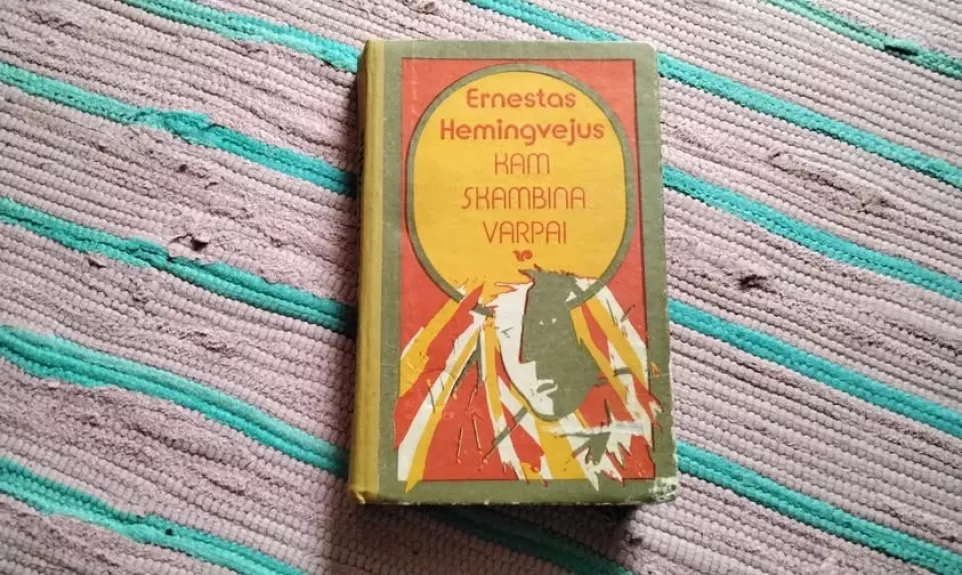 Ernestas
Hemingvejus
KAM
SKAMBINA
VARPAI